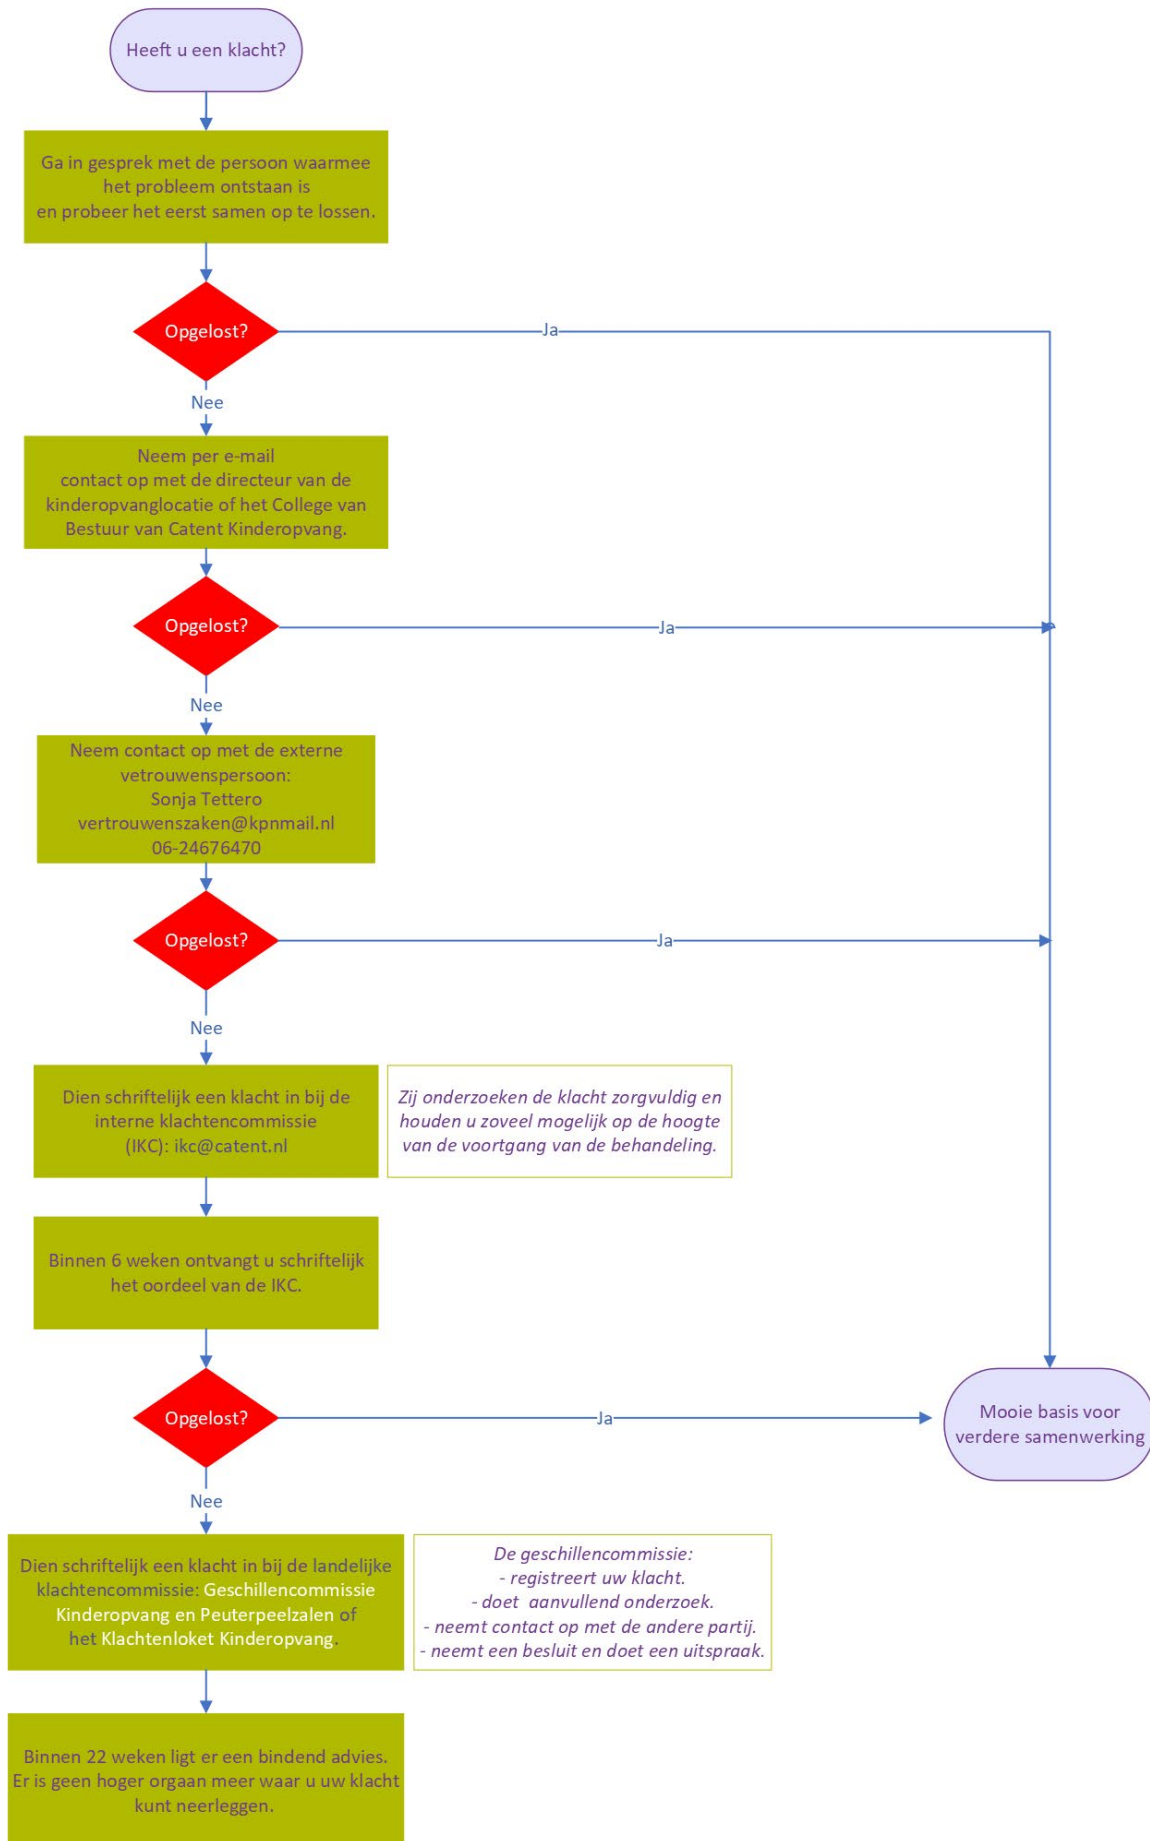 Heeft u een klacht?
Ga in gesprek met de persoon waarmee
het probleem ontstaan is
en probeer het eerst samen op te lossen.
Opgelost?
Ja
Nee
Neem per e-mail
contact op met de directeur van de
kinderopvanglocatie of het College van
Bestuur van Catent Kinderopvang.
Opgelost?
Ja
Nee
Neem contact op met de externe
vetrouwenspersoon:
Sonja Tettero
vertrouwenszaken@kpnmail.nl
06-24676470
Opgelost?
Ja
Nee
Dien schriftelijk een klacht in bij de
interne klachtencommissie
(IKC): ikc@catent.nl
Zij onderzoeken de klacht zorgvuldig en
houden u zoveel mogelijk op de hoogte
van de voortgang van de behandeling.
Binnen 6 weken ontvangt u schriftelijk
het oordeel van de IKC.
Opgelost?
Ja
Mooie basis voor
verdere samenwerking
Nee
Dien schriftelijk een klacht in bij de landelijke
klachtencommissie: Geschillencommissie
Kinderopvang en Peuterpeelzalen of
het Klachtenloket Kinderopvang.
De geschillencommissie:
- registreert uw klacht.
- doet aanvullend onderzoek.
- neemt contact op met de andere partij.
- neemt een besluit en doet een uitspraak.
Binnen 22 weken ligt er een bindend advies.
Er is geen hoger orgaan meer waar u uw klacht
kunt neerleggen.